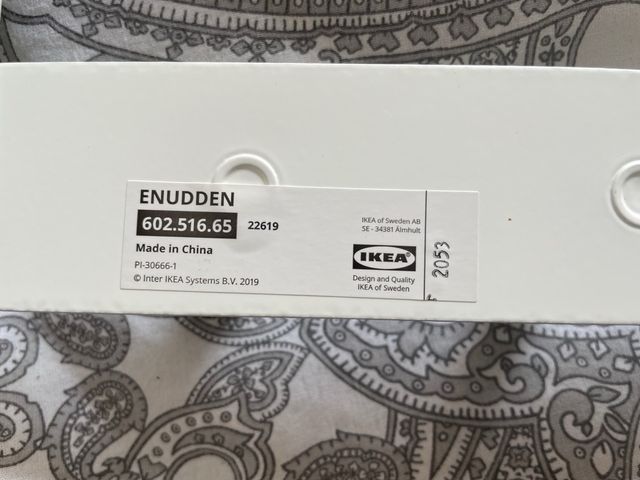 ENUDDEN
602.516.65 22619
Made in China
PI-30666-1
© Inter IKEA Systems B.V. 2019
IKEA of Sweden AB
SE - 34381 Älmhult
IKEA
Design and Quality
IKEA of Sweden
2053